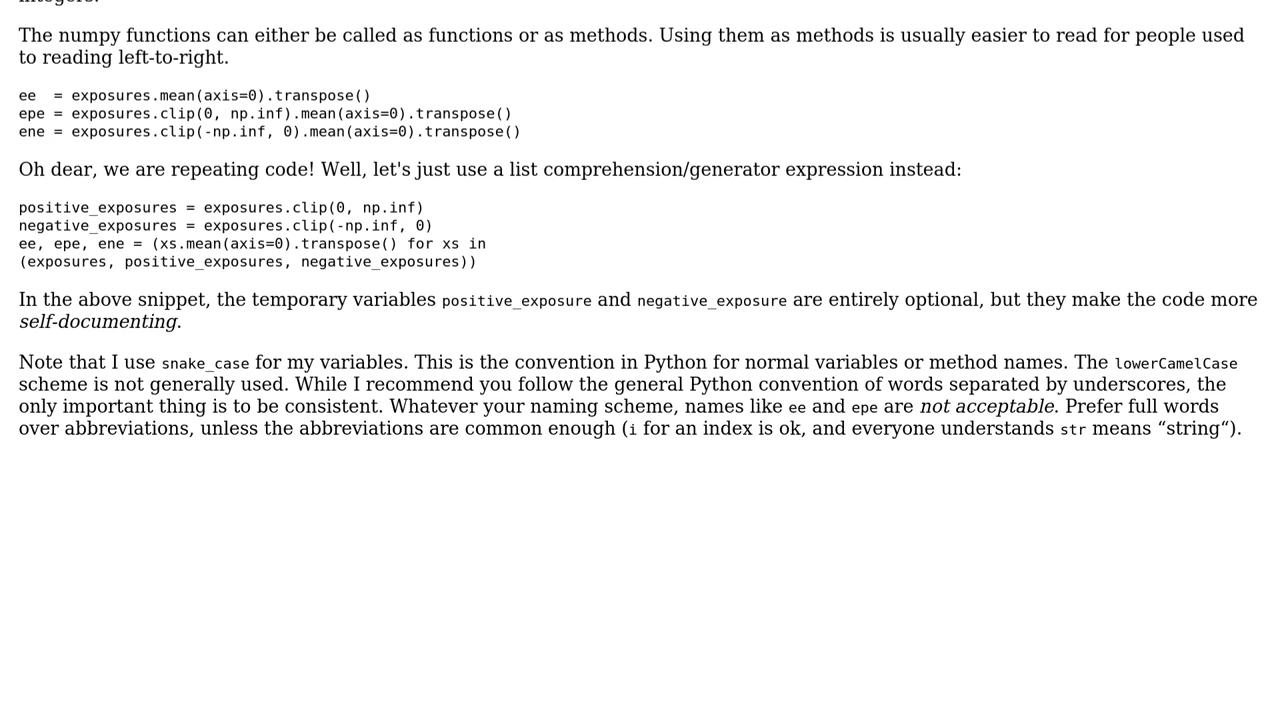 integers.
The numpy functions can either be called as functions or as methods. Using them as methods is usually easier to read for people used
to reading left-to-right.
ee  = exposures.mean(axis=0).transpose()
epe = exposures.clip(0, np.inf).mean(axis=0).transpose()
ene = exposures.clip(-np.inf, 0).mean(axis=0).transpose()
Oh dear, we are repeating code! Well, let's just use a list comprehension/generator expression instead:
positive_exposures = exposures.clip(0, np.inf)
negative_exposures = exposures.clip(-np.inf, 0)
ee, epe, ene = (xs.mean(axis=0).transpose() for xs in
(exposures, positive_exposures, negative_exposures))
In the above snippet, the temporary variables positive_exposure and negative_exposure are entirely optional, but they make the code more
self-documenting.
Note that I use snake_case for my variables. This is the convention in Python for normal variables or method names. The lowerCamelCase
scheme is not generally used. While I recommend you follow the general Python convention of words separated by underscores, the
only important thing is to be consistent. Whatever your naming scheme, names like ee and epe are not acceptable. Prefer full words
over abbreviations, unless the abbreviations are common enough (i for an index is ok, and everyone understands str means “string“).